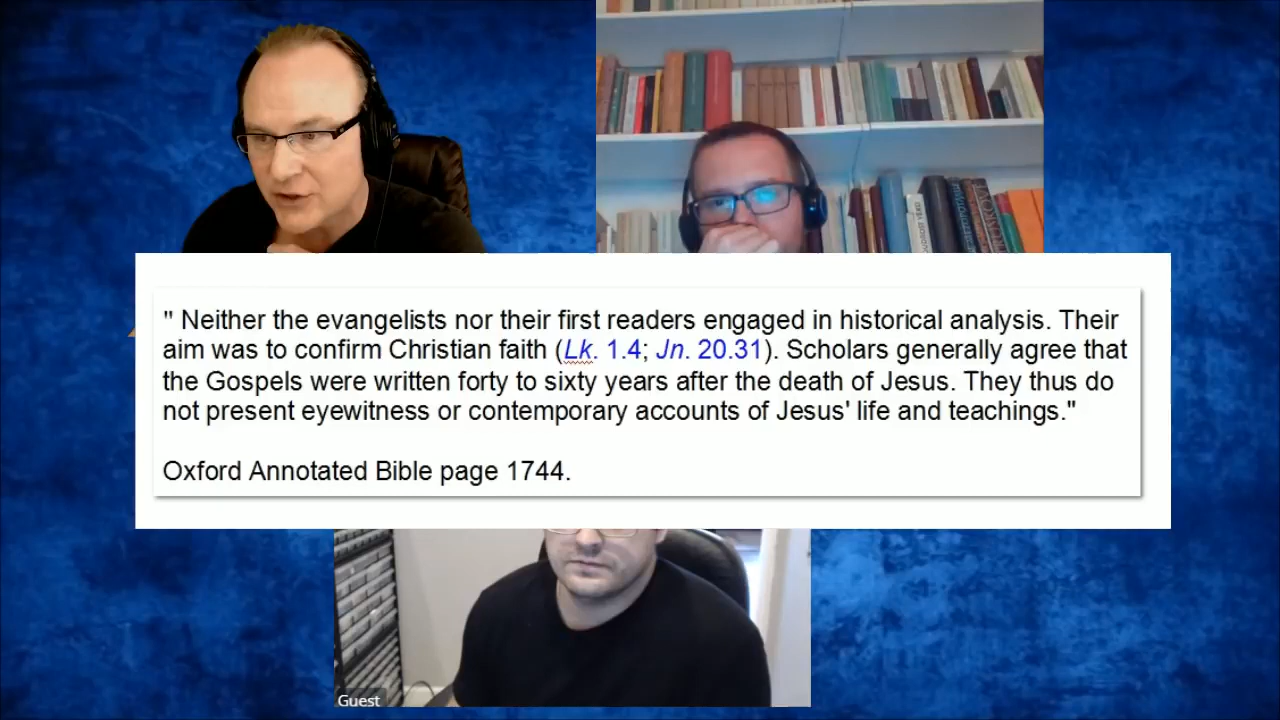 " Neither the evangelists nor their first readers engaged in historical analysis. Their
aim was to confirm Christian faith (Lk. 1.4; Jn. 20.31). Scholars generally agree that
the Gospels were written forty to sixty years after the death of Jesus. They thus do
not present eyewitness or contemporary accounts of Jesus' life and teachings."
Oxford Annotated Bible page 1744.
Guest